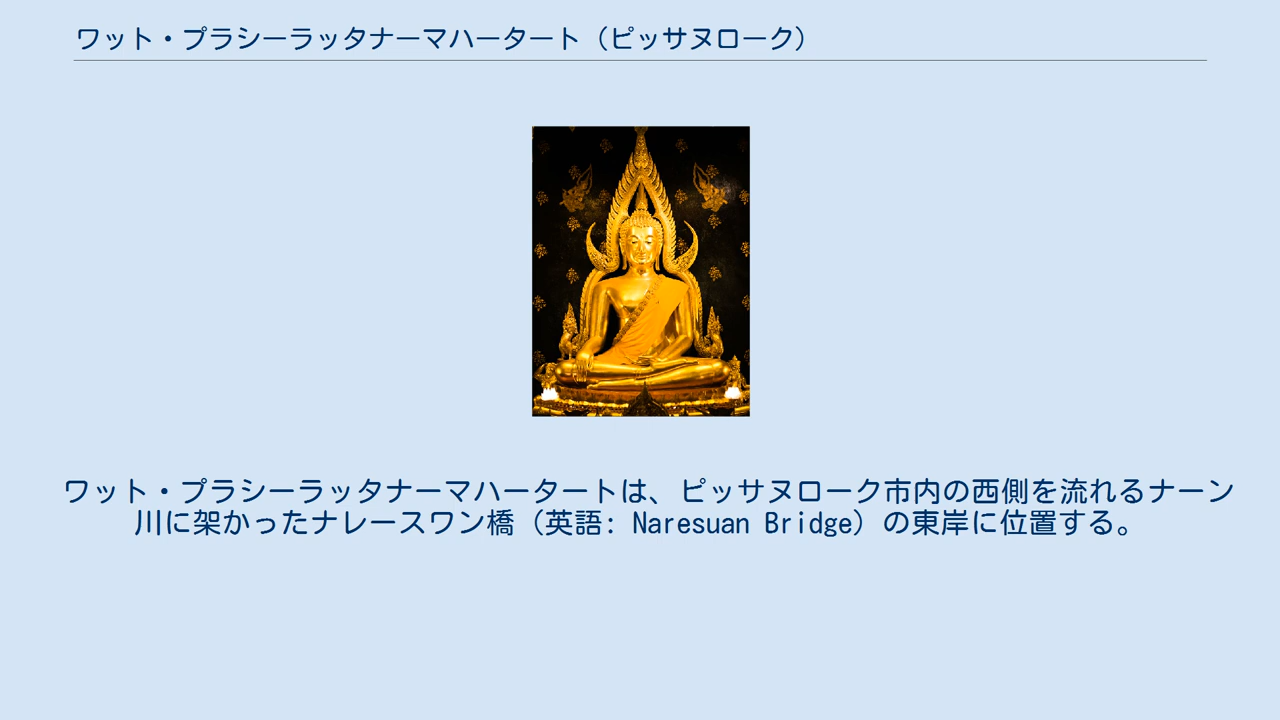 ワット・プラシーラッタナーマハータート（ピッサヌローク）
ワット・プラシーラッタナーマハータートは、ピッサヌローク市内の西側を流れるナーン
川に架かったナレースワン橋（英語: Naresuan Bridge）の東岸に位置する。